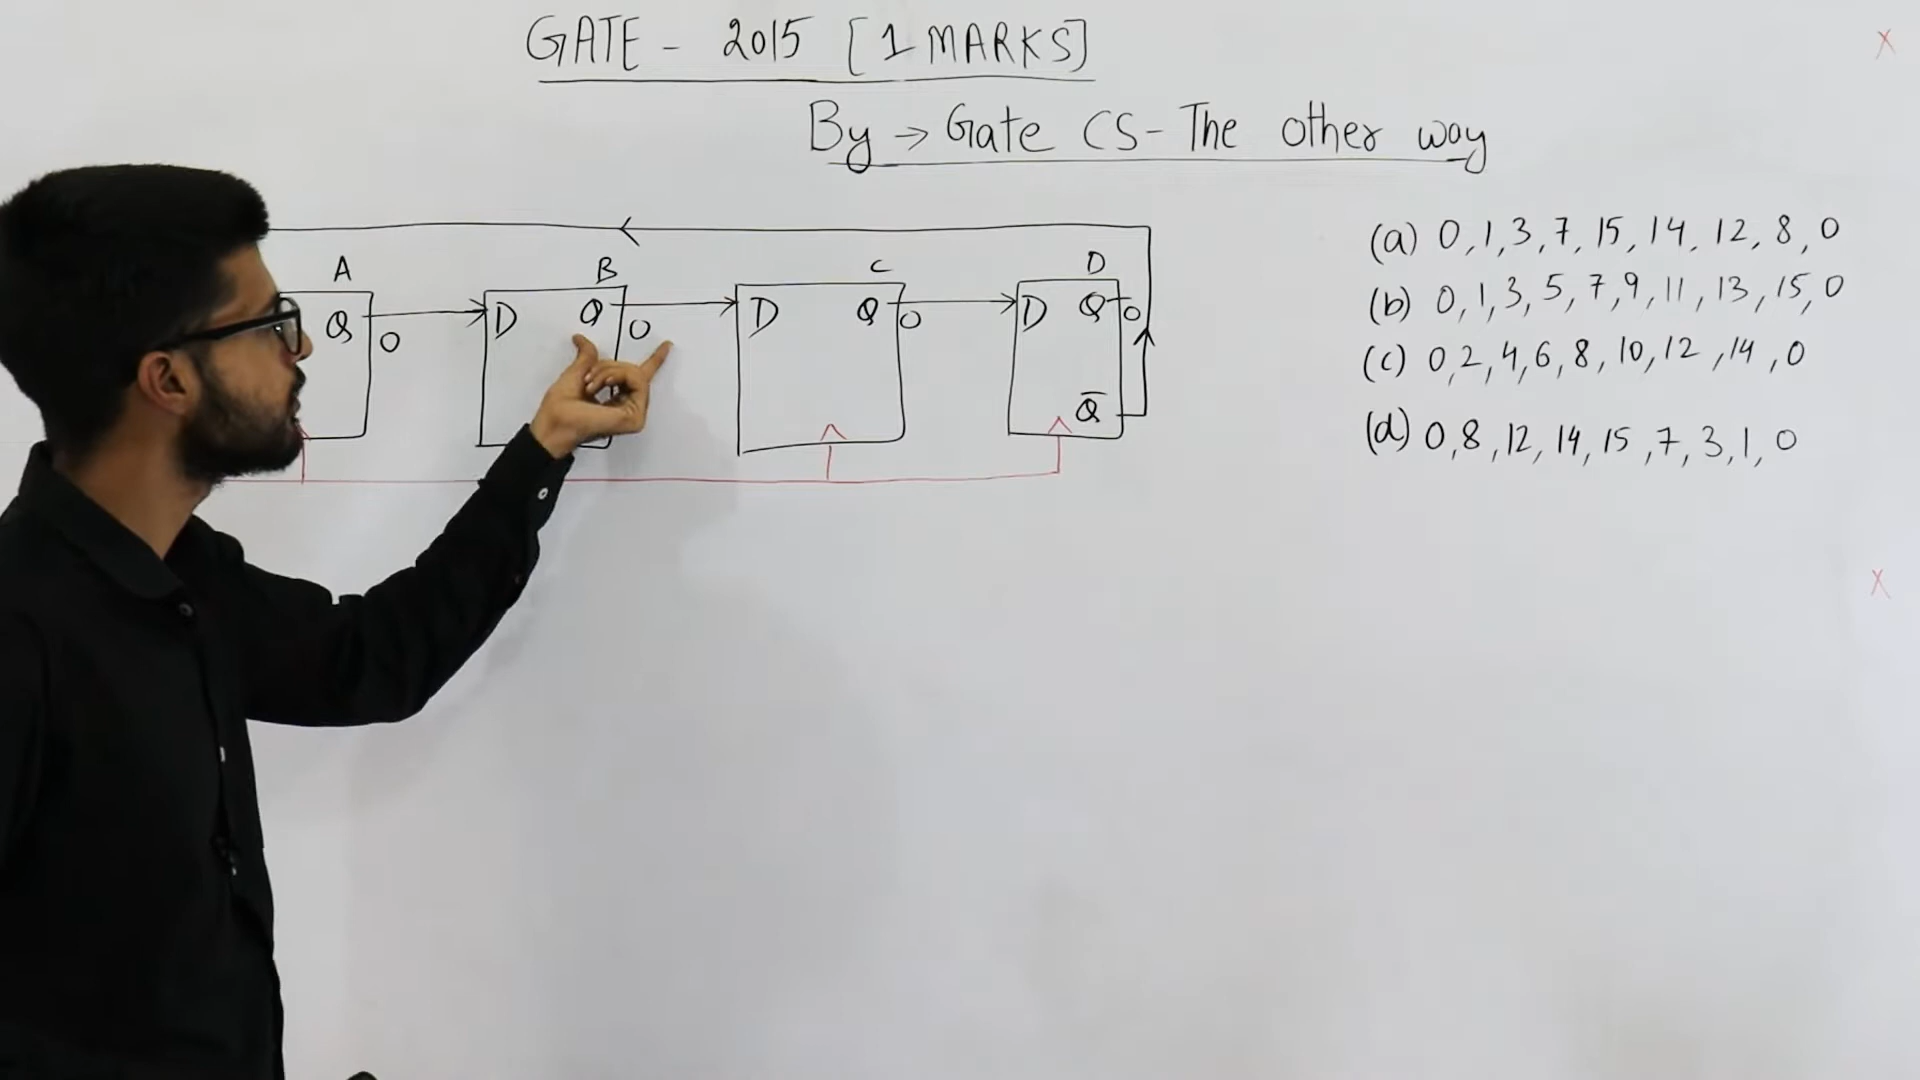 GATE - 2015 [1 MARKS]
By → Gate CS - The other way
A B C D
Q 0 D Q 0 D Q 0 D Q 0
Q̅
(a) 0, 1, 3, 7, 15, 14, 12, 8, 0
(b) 0, 1, 3, 5, 7, 9, 11, 13, 15, 0
(c) 0, 2, 4, 6, 8, 10, 12, 14, 0
(d) 0, 8, 12, 14, 15, 7, 3, 1, 0
X
X